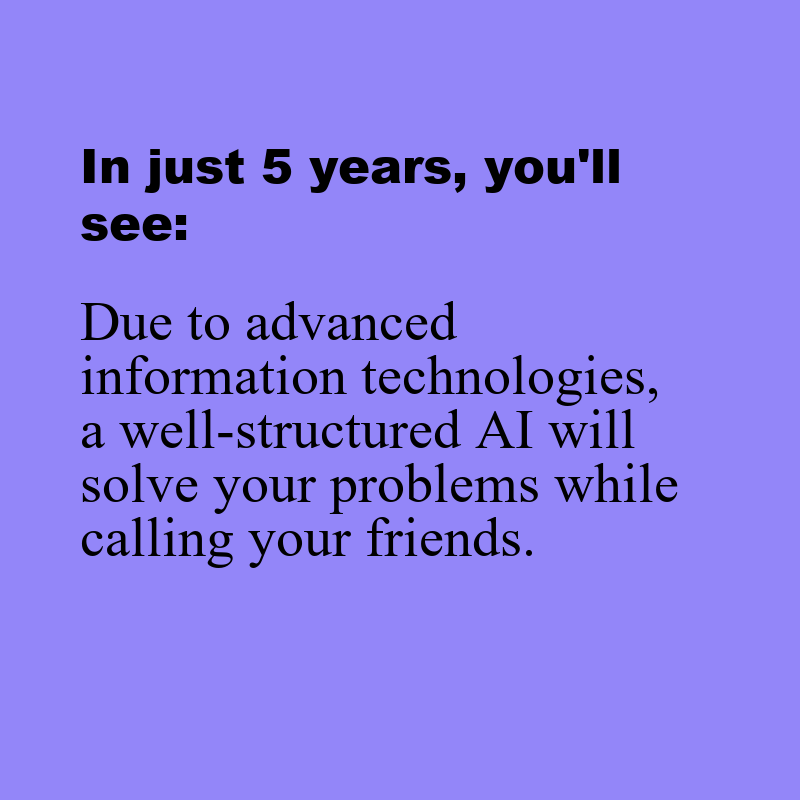 In just 5 years, you'll
see:
Due to advanced
information technologies,
a well-structured AI will
solve your problems while
calling your friends.